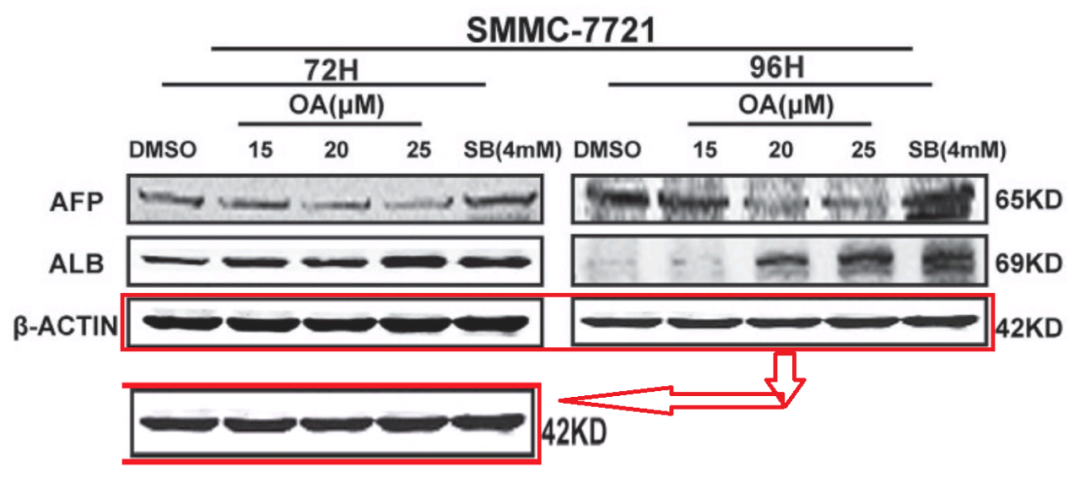 SMMC-7721
72H 96H
OA(μM) OA(μM)
DMSO 15 20 25 SB(4mM) DMSO 15 20 25 SB(4mM)
AFP 65KD
ALB 69KD
β-ACTIN 42KD
42KD